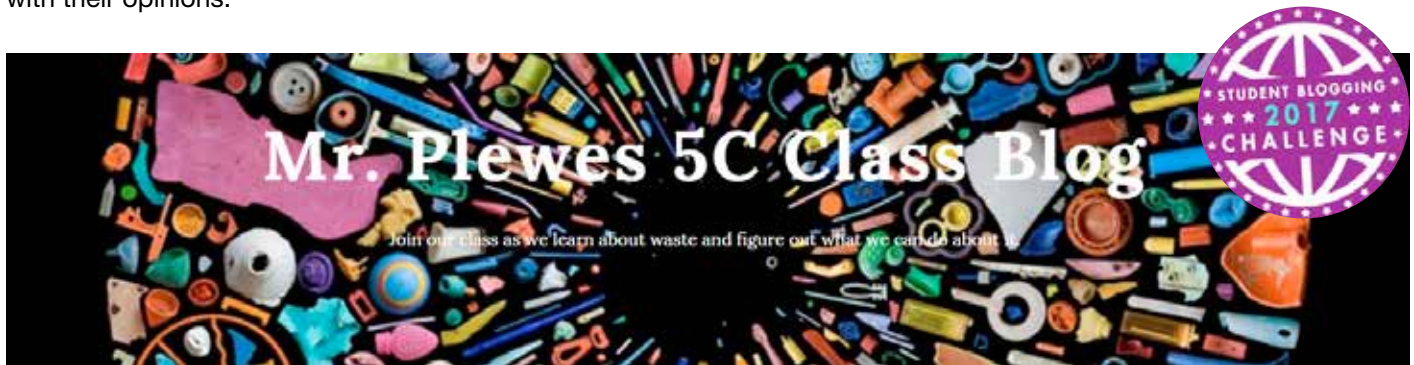 with their opinions.
STUDENT BLOGGING
2017
CHALLENGE
Mr. Plewes 5C Class Blog
Join our class as we learn about waste and figure out what we can do about it.